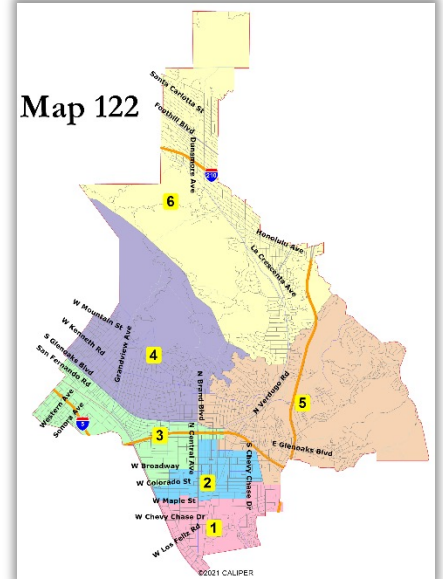 Map 122
Santa Carlotta St
Foothill Blvd
Dunsmore Ave
210
6
Honolulu Ave
La Crescenta Ave
W Mountain St
W Kenneth Rd
S Glenoaks Blvd
San Fernando Rd
Grandview Ave
4
N Brand Blvd
N Verdugo Rd
5
Western Ave
Sonora Ave
5
3
N Central Ave
E Glenoaks Blvd
S Chevy Chase Dr
W Broadway
W Colorado St
2
W Maple St
W Chevy Chase Dr
1
W Los Feliz Rd
©2021 CALIPER